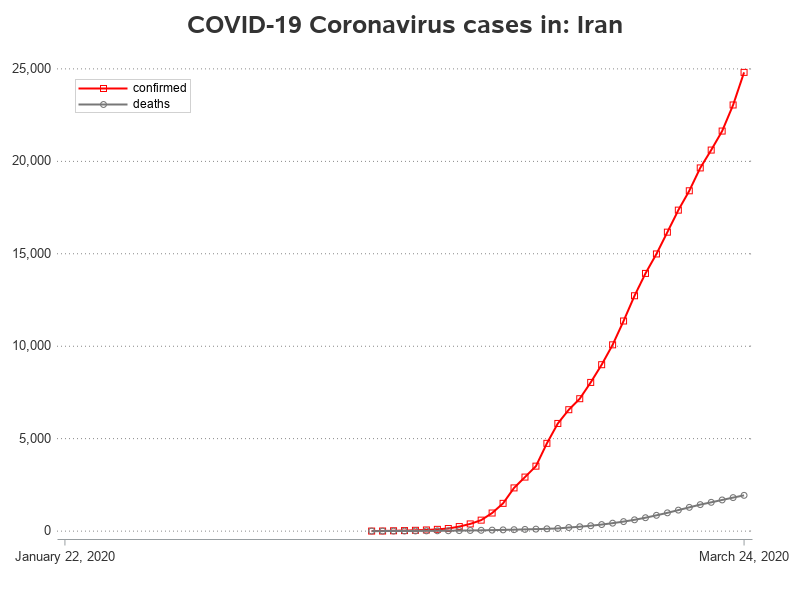 COVID-19 Coronavirus cases in: Iran
25,000
confirmed
deaths
20,000
15,000
10,000
5,000
0
January 22, 2020
March 24, 2020